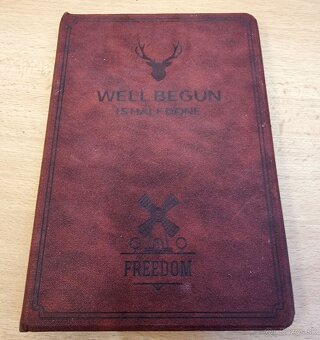 WELL BEGUN
IS HALF DONE
FREEDOM